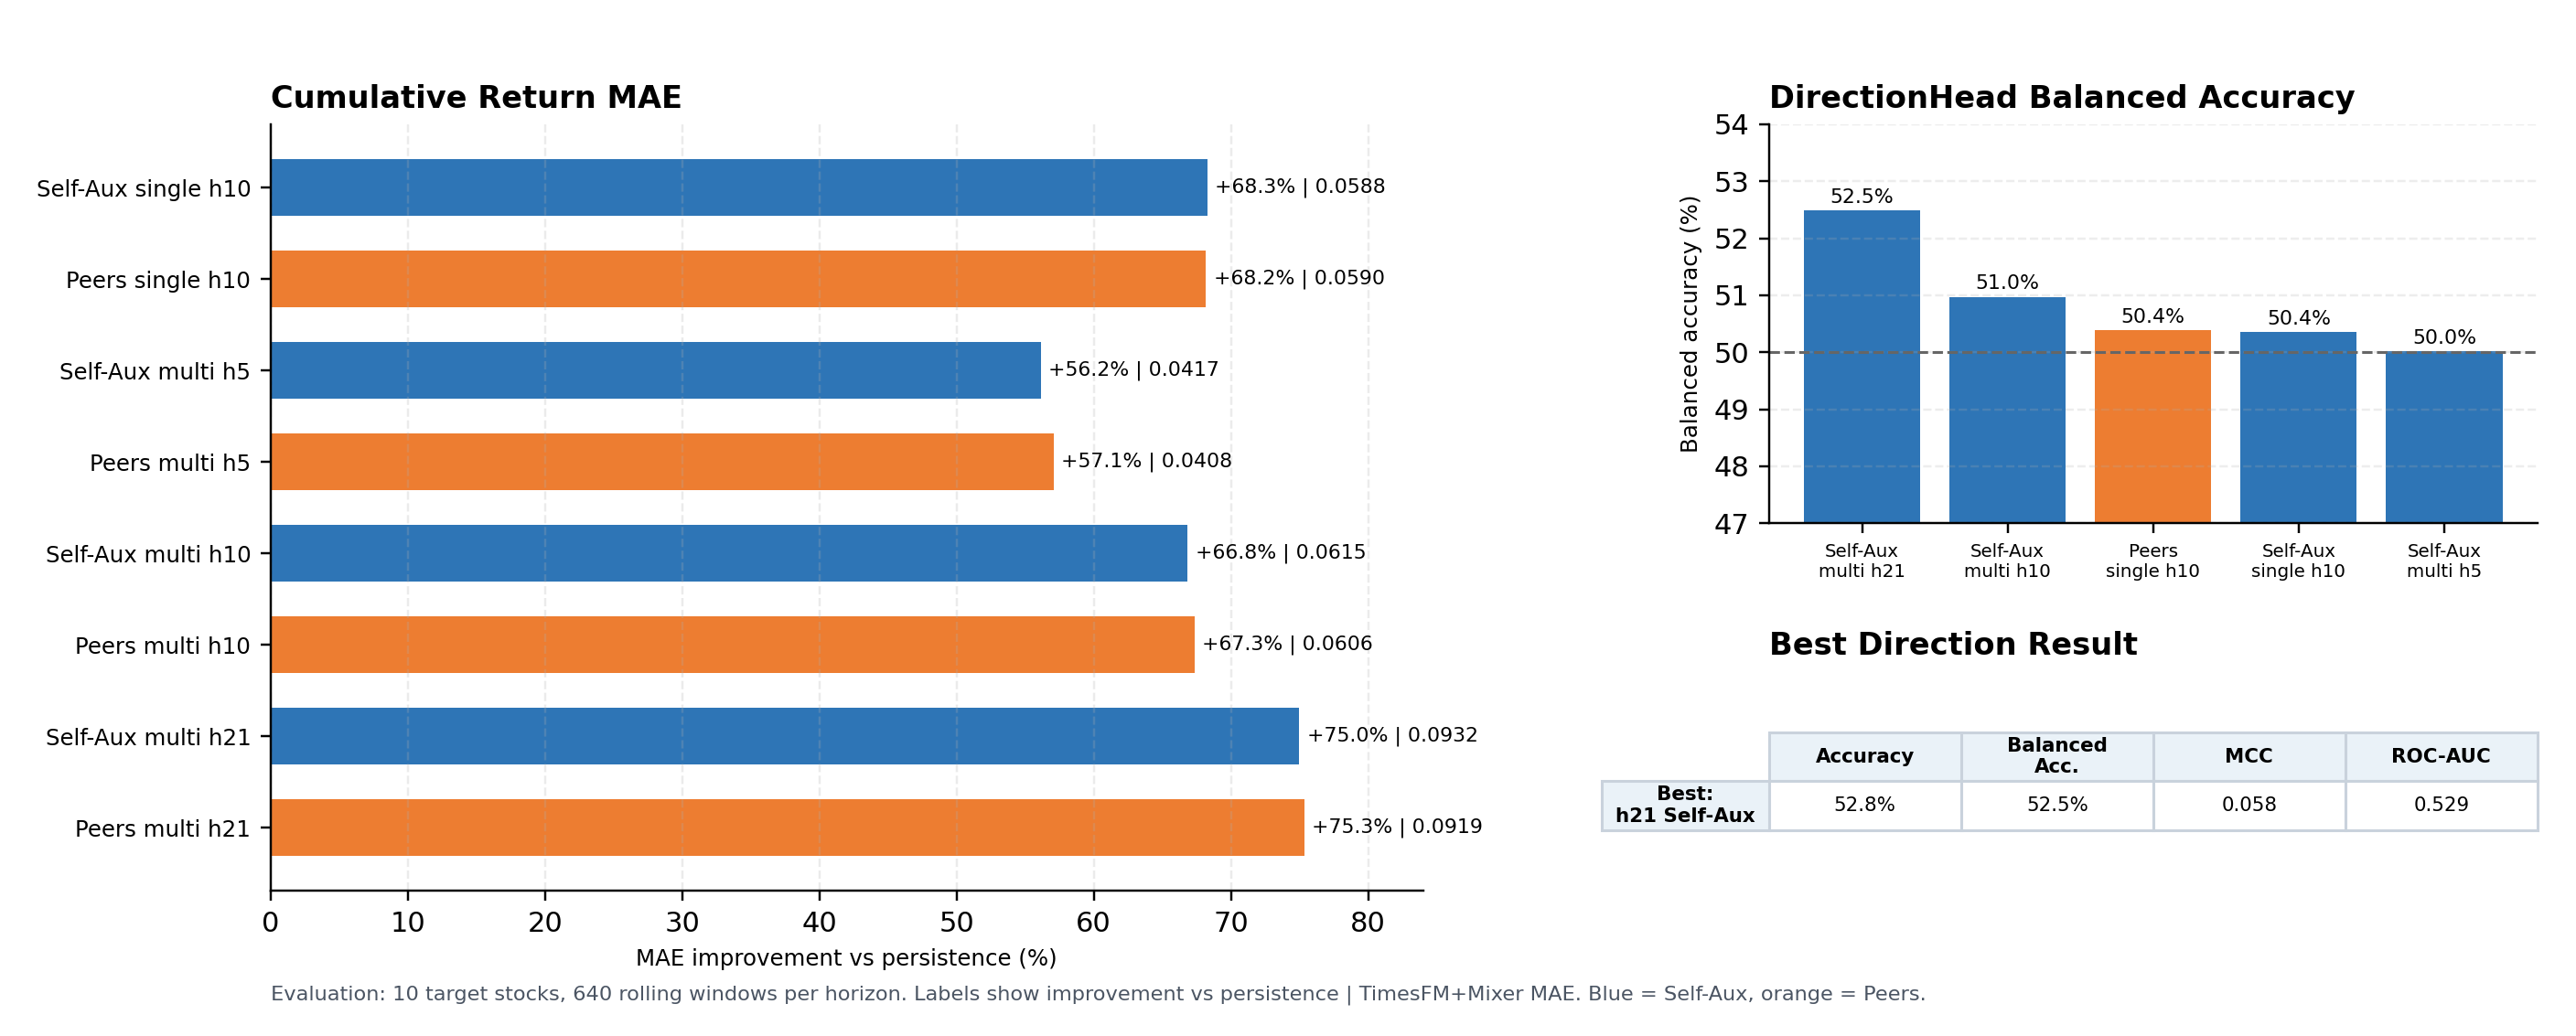 Cumulative Return MAE
Self-Aux single h10
+68.3% | 0.0588
Peers single h10
+68.2% | 0.0590
Self-Aux multi h5
+56.2% | 0.0417
Peers multi h5
+57.1% | 0.0408
Self-Aux multi h10
+66.8% | 0.0615
Peers multi h10
+67.3% | 0.0606
Self-Aux multi h21
+75.0% | 0.0932
Peers multi h21
+75.3% | 0.0919
0 10 20 30 40 50 60 70 80
MAE improvement vs persistence (%)
DirectionHead Balanced Accuracy
Balanced accuracy (%)
54
53
52
51
50
49
48
47
52.5%
51.0%
50.4%
50.4%
50.0%
Self-Aux
multi h21
Self-Aux
multi h10
Peers
single h10
Self-Aux
single h10
Self-Aux
multi h5
Best Direction Result
Accuracy
Balanced
Acc.
MCC
ROC-AUC
Best:
h21 Self-Aux
52.8%
52.5%
0.058
0.529
Evaluation: 10 target stocks, 640 rolling windows per horizon. Labels show improvement vs persistence | TimesFM+Mixer MAE. Blue = Self-Aux, orange = Peers.